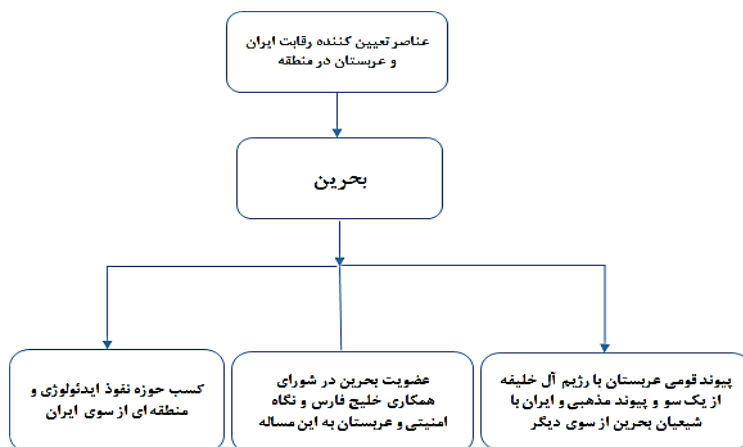 عناصر تعیین کننده رقابت ایران
و عربستان در منطقه
بحرین
پیوند قومی عربستان با رژیم آل خلیفه
از یک سو و پیوند مذهبی و ایران با
شیعیان بحرین از سوی دیگر
عضویت بحرین در شورای
همکاری خلیج فارس و نگاه
امنیتی و عربستان به این مساله
کسب حوزه نفوذ ایدئولوژی و
منطقه ای از سوی ایران